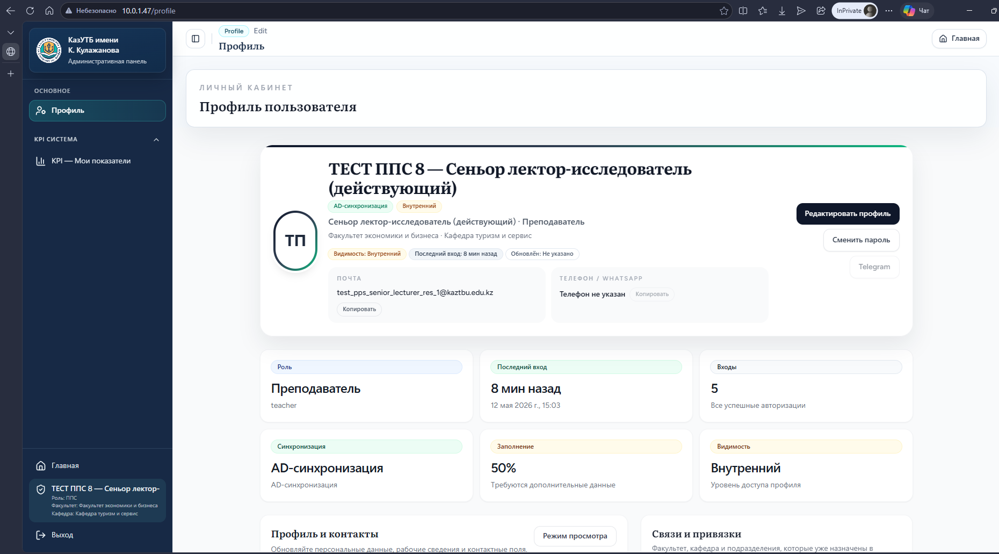 Небезопасно 10.0.1.47/profile
InPrivate
Чат
КазУТБ имени
К. Кулажанова
Административная панель
ОСНОВНОЕ
Профиль
KPI СИСТЕМА
KPI — Мои показатели
Главная
ТЕСТ ППС 8 — Сеньор лектор-
Роль: ППС
Факультет: Факультет экономики и бизнеса
Кафедра: Кафедра туризм и сервис
Выход
Profile Edit
Профиль
Главная
ЛИЧНЫЙ КАБИНЕТ
Профиль пользователя
ТП
ТЕСТ ППС 8 — Сеньор лектор-исследователь
(действующий)
AD-синхронизация Внутренний
Сеньор лектор-исследователь (действующий) · Преподаватель
Факультет экономики и бизнеса · Кафедра туризм и сервис
Видимость: Внутренний Последний вход: 8 мин назад Обновлён: Не указано
ПОЧТА
test_pps_senior_lecturer_res_1@kaztbu.edu.kz
Копировать
ТЕЛЕФОН / WHATSAPP
Телефон не указан Копировать
Редактировать профиль
Сменить пароль
Telegram
Роль
Преподаватель
teacher
Последний вход
8 мин назад
12 мая 2026 г., 15:03
Входы
5
Все успешные авторизации
Синхронизация
AD-синхронизация
AD-синхронизация
Заполнение
50%
Требуются дополнительные данные
Видимость
Внутренний
Уровень доступа профиля
Профиль и контакты
Обновляйте персональные данные, рабочие сведения и контактные поля.
Режим просмотра
Связи и привязки
Факультет, кафедра и подразделения, которые уже назначены в